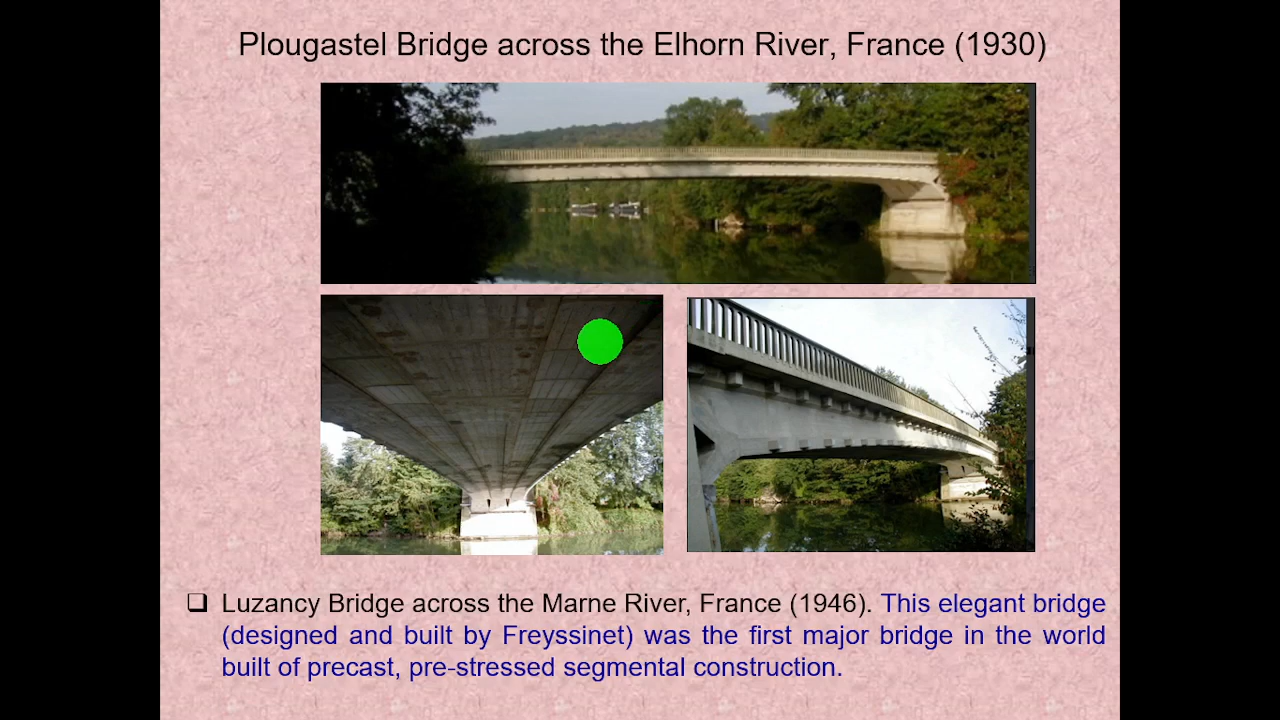 Plougastel Bridge across the Elhorn River, France (1930)
❑ Luzancy Bridge across the Marne River, France (1946). This elegant bridge
(designed and built by Freyssinet) was the first major bridge in the world
built of precast, pre-stressed segmental construction.